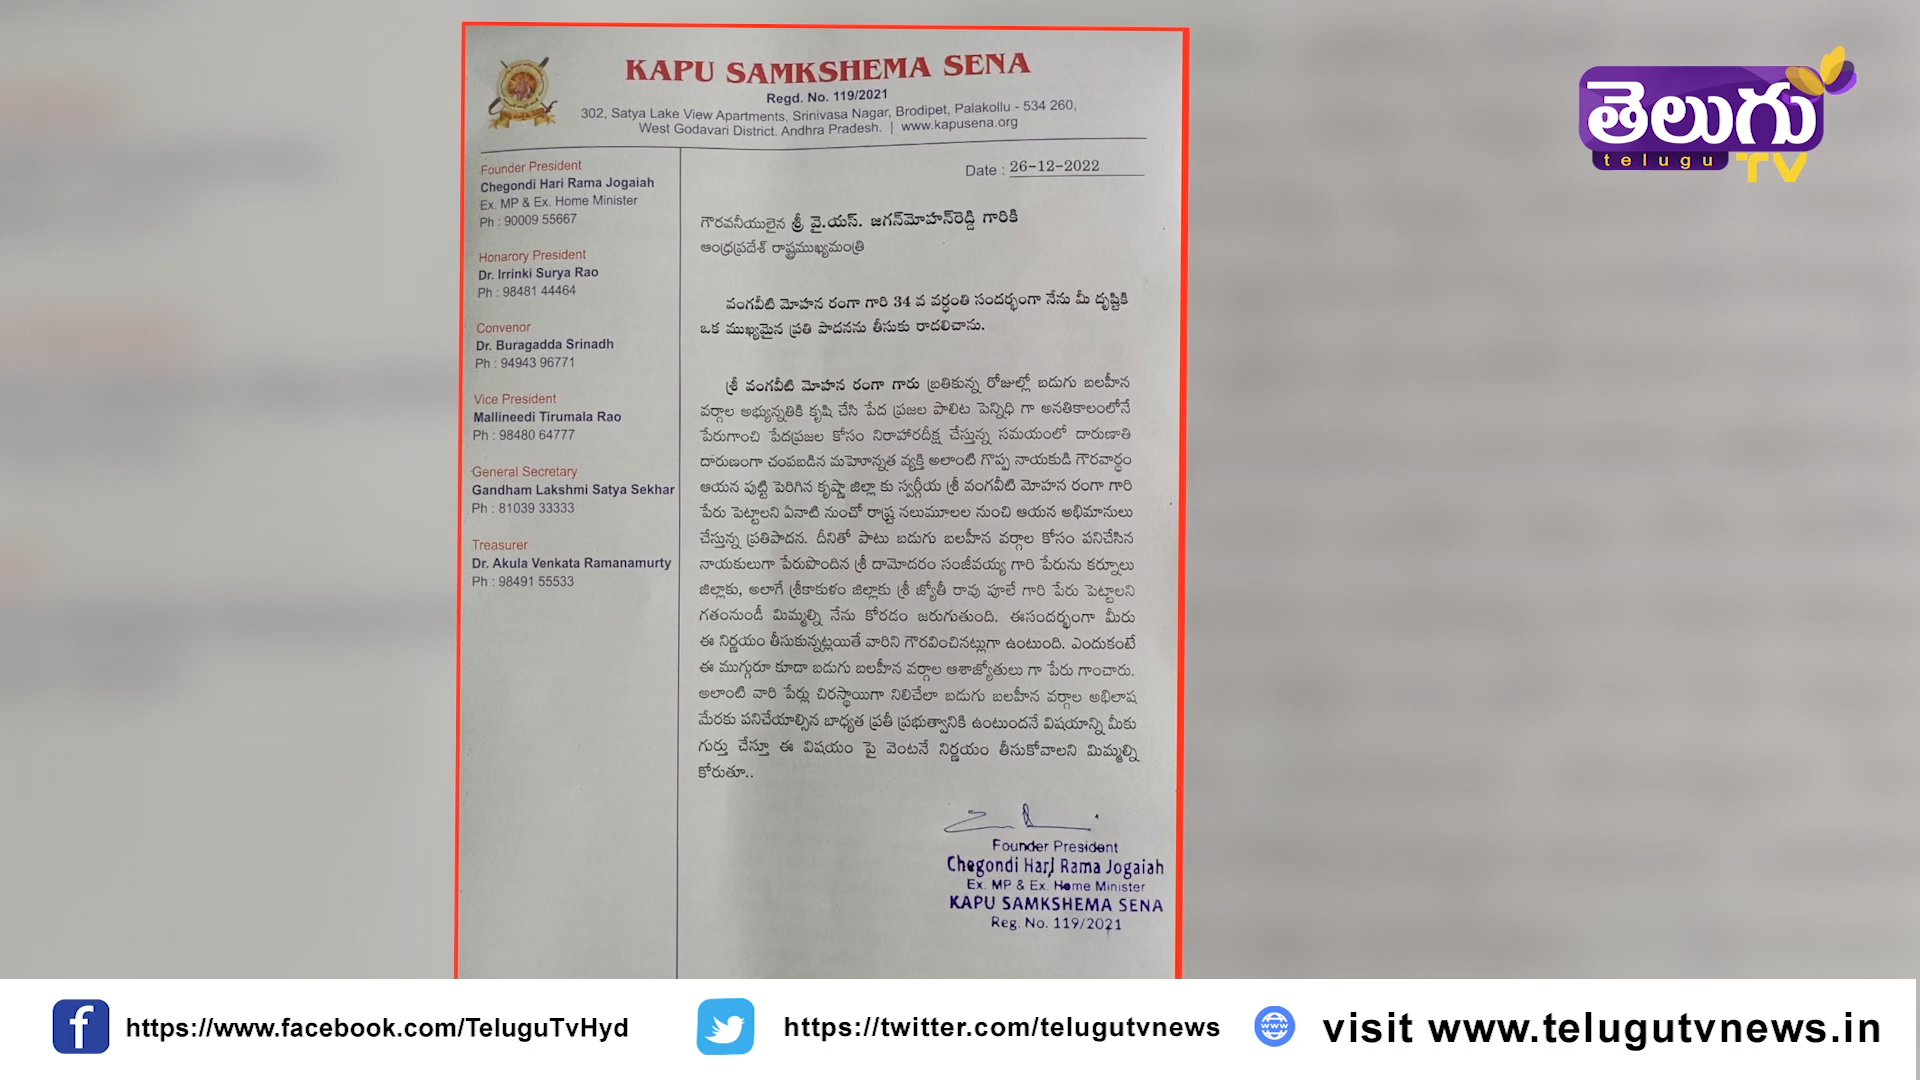 KAPU SAMKSHEMA SENA
Regd. No. 119/2021
302, Satya Lake View Apartments, Srinivasa Nagar, Brodipet, Palakollu - 534 260,
West Godavari District. Andhra Pradesh. | www.kapusena.org
Founder President
Chegondi Hari Rama Jogaiah
Ex. MP & Ex. Home Minister
Ph : 90009 55667
Honarory President
Dr. Irrinki Surya Rao
Ph : 98481 44464
Convenor
Dr. Buragadda Srinadh
Ph : 94943 96771
Vice President
Mallineedi Tirumala Rao
Ph : 98480 64777
General Secretary
Gandham Lakshmi Satya Sekhar
Ph : 81039 33333
Treasurer
Dr. Akula Venkata Ramanamurty
Ph : 98491 55533
Date : 26-12-2022
గౌరవనీయులైన శ్రీ వై.యస్. జగన్‌మోహన్‌రెడ్డి గారికి
ఆంధ్రప్రదేశ్ రాష్ట్రముఖ్యమంత్రి
వంగవీటి మోహన రంగా గారి 34 వ వర్ధంతి సందర్భంగా నేను మీ దృష్టికి
ఒక ముఖ్యమైన ప్రతి పాదనను తీసుకు రాదలిచాను.
శ్రీ వంగవీటి మోహన రంగా గారు బ్రతికున్న రోజుల్లో బడుగు బలహీన
వర్గాల అభ్యున్నతికి కృషి చేసి పేద ప్రజల పాలిట పెన్నిధి గా అనతికాలంలోనే
పేరుగాంచి పేదప్రజల కోసం నిరాహారదీక్ష చేస్తున్న సమయంలో దారుణాతి
దారుణంగా చంపబడిన మహోన్నత వ్యక్తి అలాంటి గొప్ప నాయకుడి గౌరవార్థం
ఆయన పుట్టి పెరిగిన కృష్ణా జిల్లా కు స్వర్గీయ శ్రీ వంగవీటి మోహన రంగా గారి
పేరు పెట్టాలని ఏనాటి నుంచో రాష్ట్ర నలుమూలల నుంచి ఆయన అభిమానులు
చేస్తున్న ప్రతిపాదన. దీనితో పాటు బడుగు బలహీన వర్గాల కోసం పనిచేసిన
నాయకులుగా పేరుపొందిన శ్రీ దామోదరం సంజీవయ్య గారి పేరును కర్నూలు
జిల్లాకు, అలాగే శ్రీకాకుళం జిల్లాకు శ్రీ జ్యోతీ రావు పూలే గారి పేరు పెట్టాలని
గతంనుండీ మిమ్మల్ని నేను కోరడం జరుగుతుంది. ఈసందర్భంగా మీరు
ఈ నిర్ణయం తీసుకున్నట్లయితే వారిని గౌరవించినట్లుగా ఉంటుంది. ఎందుకంటే
ఈ ముగ్గురూ కూడా బడుగు బలహీన వర్గాల ఆశాజ్యోతులు గా పేరు గాంచారు.
అలాంటి వారి పేర్లు చిరస్థాయిగా నిలిచేలా బడుగు బలహీన వర్గాల అభిలాష
మేరకు పనిచేయాల్సిన బాధ్యత ప్రతీ ప్రభుత్వానికి ఉంటుందనే విషయాన్ని మీకు
గుర్తు చేస్తూ ఈ విషయం పై వెంటనే నిర్ణయం తీసుకోవాలని మిమ్మల్ని
కోరుతూ..
Founder President
Chegondi Hari Rama Jogaiah
Ex. MP & Ex. Home Minister
KAPU SAMKSHEMA SENA
Reg. No. 119/2021
తెలుగు
telugu
TV
https://www.facebook.com/TeluguTvHyd
https://twitter.com/telugutvnews
www
visit www.telugutvnews.in